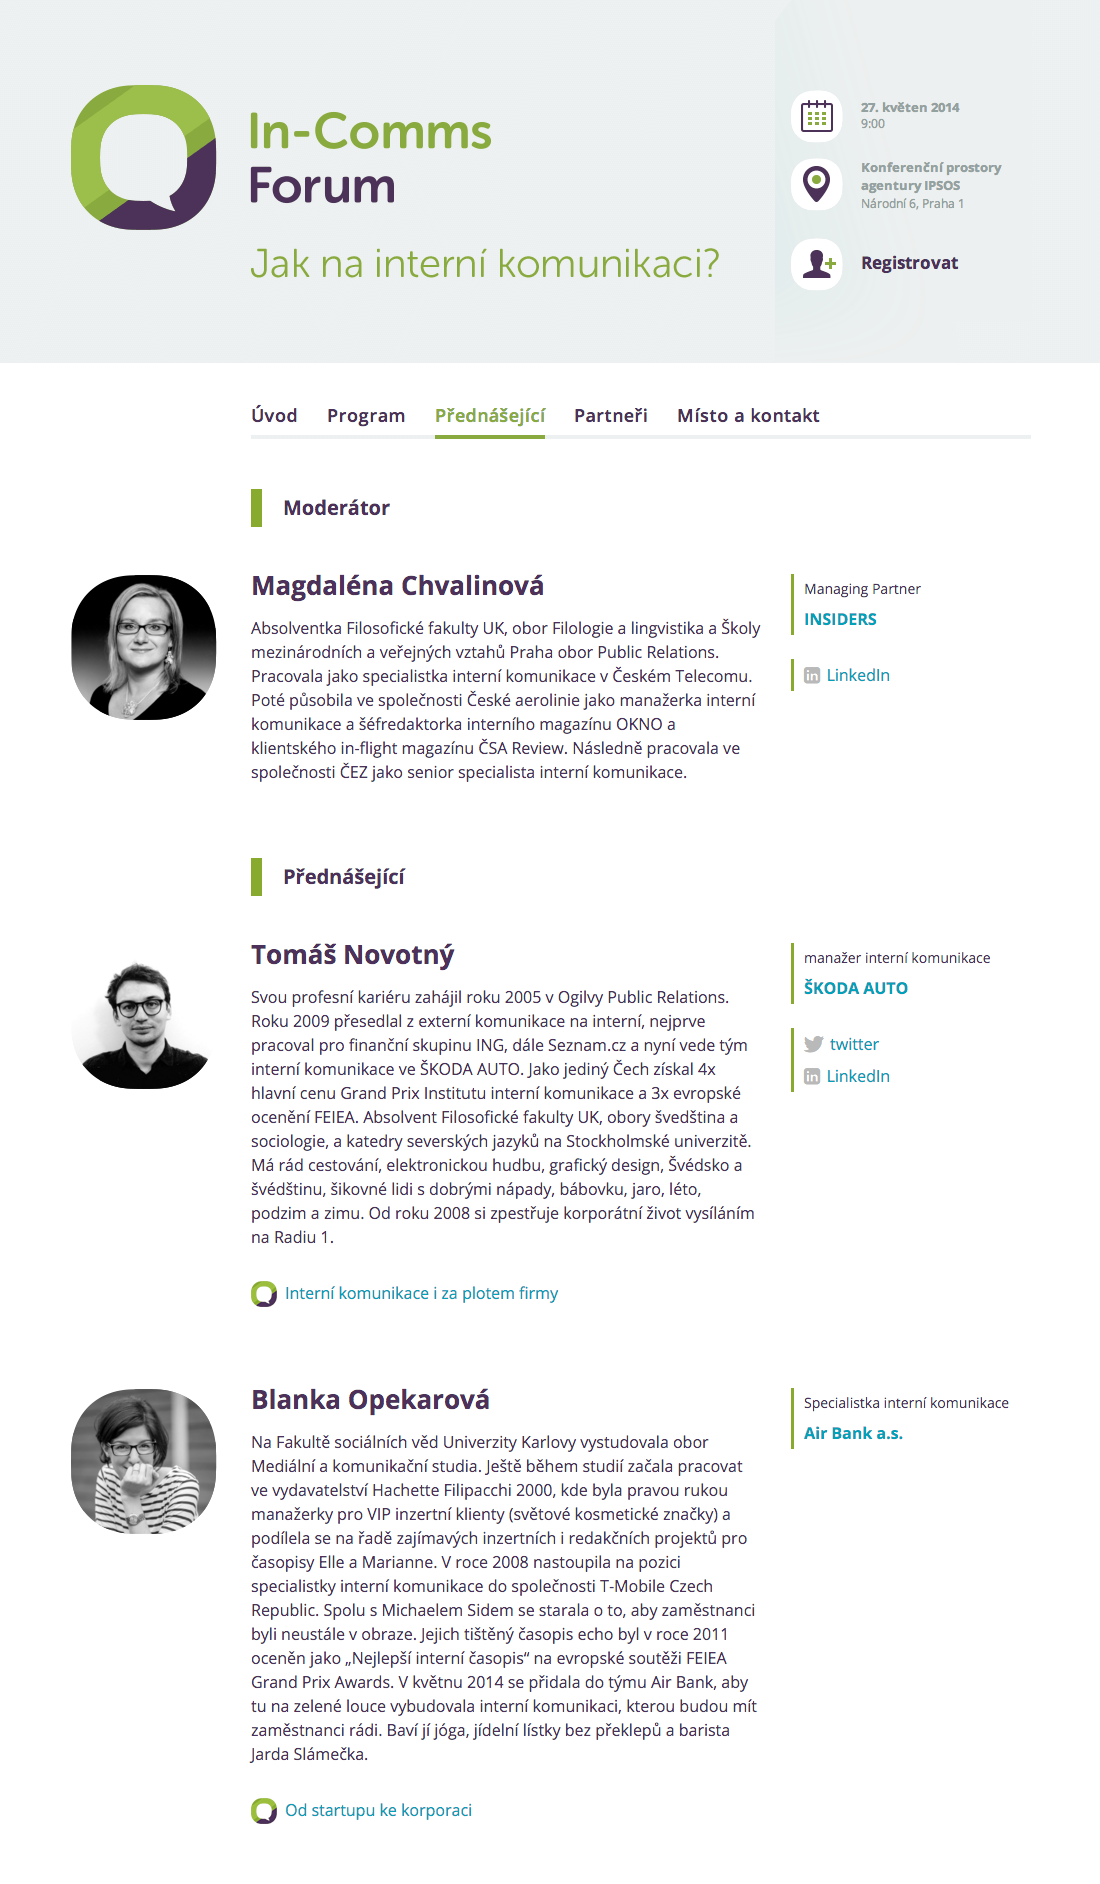 In-Comms
Forum
Jak na interní komunikaci?
27. květen 2014
9:00
Konferenční prostory
agentury IPSOS
Národní 6, Praha 1
Registrovat
Úvod Program Přednášející Partneři Místo a kontakt
Moderátor
Magdaléna Chvalinová
Absolventka Filosofické fakulty UK, obor Filologie a lingvistika a Školy
mezinárodních a veřejných vztahů Praha obor Public Relations.
Pracovala jako specialistka interní komunikace v Českém Telecomu.
Poté působila ve společnosti České aerolinie jako manažerka interní
komunikace a šéfredaktorka interního magazínu OKNO a
klientského in-flight magazínu ČSA Review. Následně pracovala ve
společnosti ČEZ jako senior specialista interní komunikace.
Managing Partner
INSIDERS
LinkedIn
Přednášející
Tomáš Novotný
Svou profesní kariéru zahájil roku 2005 v Ogilvy Public Relations.
Roku 2009 přesedlal z externí komunikace na interní, nejprve
pracoval pro finanční skupinu ING, dále Seznam.cz a nyní vede tým
interní komunikace ve ŠKODA AUTO. Jako jediný Čech získal 4x
hlavní cenu Grand Prix Institutu interní komunikace a 3x evropské
ocenění FEIEA. Absolvent Filosofické fakulty UK, obory švedština a
sociologie, a katedry severských jazyků na Stockholmské univerzitě.
Má rád cestování, elektronickou hudbu, grafický design, Švédsko a
švédštinu, šikovné lidi s dobrými nápady, bábovku, jaro, léto,
podzim a zimu. Od roku 2008 si zpestřuje korporátní život vysíláním
na Radiu 1.
Interní komunikace i za plotem firmy
manažer interní komunikace
ŠKODA AUTO
twitter
LinkedIn
Blanka Opekarová
Na Fakultě sociálních věd Univerzity Karlovy vystudovala obor
Mediální a komunikační studia. Ještě během studií začala pracovat
ve vydavatelství Hachette Filipacchi 2000, kde byla pravou rukou
manažerky pro VIP inzertní klienty (světové kosmetické značky) a
podílela se na řadě zajímavých inzertních i redakčních projektů pro
časopisy Elle a Marianne. V roce 2008 nastoupila na pozici
specialistky interní komunikace do společnosti T-Mobile Czech
Republic. Spolu s Michaelem Sidem se starala o to, aby zaměstnanci
byli neustále v obraze. Jejich tištěný časopis echo byl v roce 2011
oceněn jako „Nejlepší interní časopis“ na evropské soutěži FEIEA
Grand Prix Awards. V květnu 2014 se přidala do týmu Air Bank, aby
tu na zelené louce vybudovala interní komunikaci, kterou budou mít
zaměstnanci rádi. Baví jí jóga, jídelní lístky bez překlepů a barista
Jarda Slámečka.
Od startupu ke korporaci
Specialistka interní komunikace
Air Bank a.s.